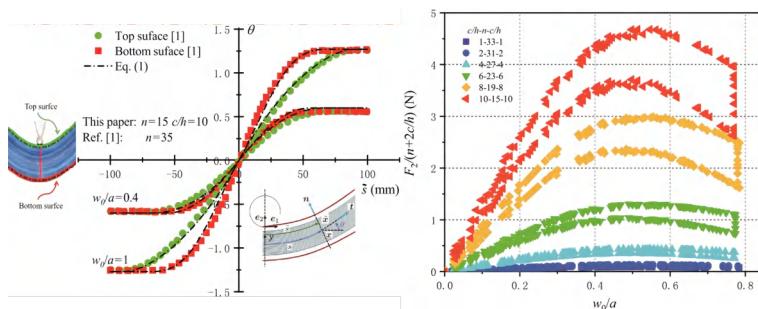 Top suface [1]
Bottom surface [1]
Eq. (1)
θ
1.5
1.0
0.5
0.0
-0.5
-1.0
-1.5
This paper: n=15 c/h=10
Ref. [1]: n=35
Top surfce
Bottom surfce
-100
-50
50
100
s̃ (mm)
w₀/a=0.4
w₀/a=1
n
t
e₂
e₁
y
s
x
c/h-n-c/h
1-33-1
2-31-2
4-27-4
6-23-6
8-19-8
10-15-10
F₂/(n+2c/h) (N)
5
4
3
2
1
0
0.0
0.2
0.4
0.6
0.8
w₀/a